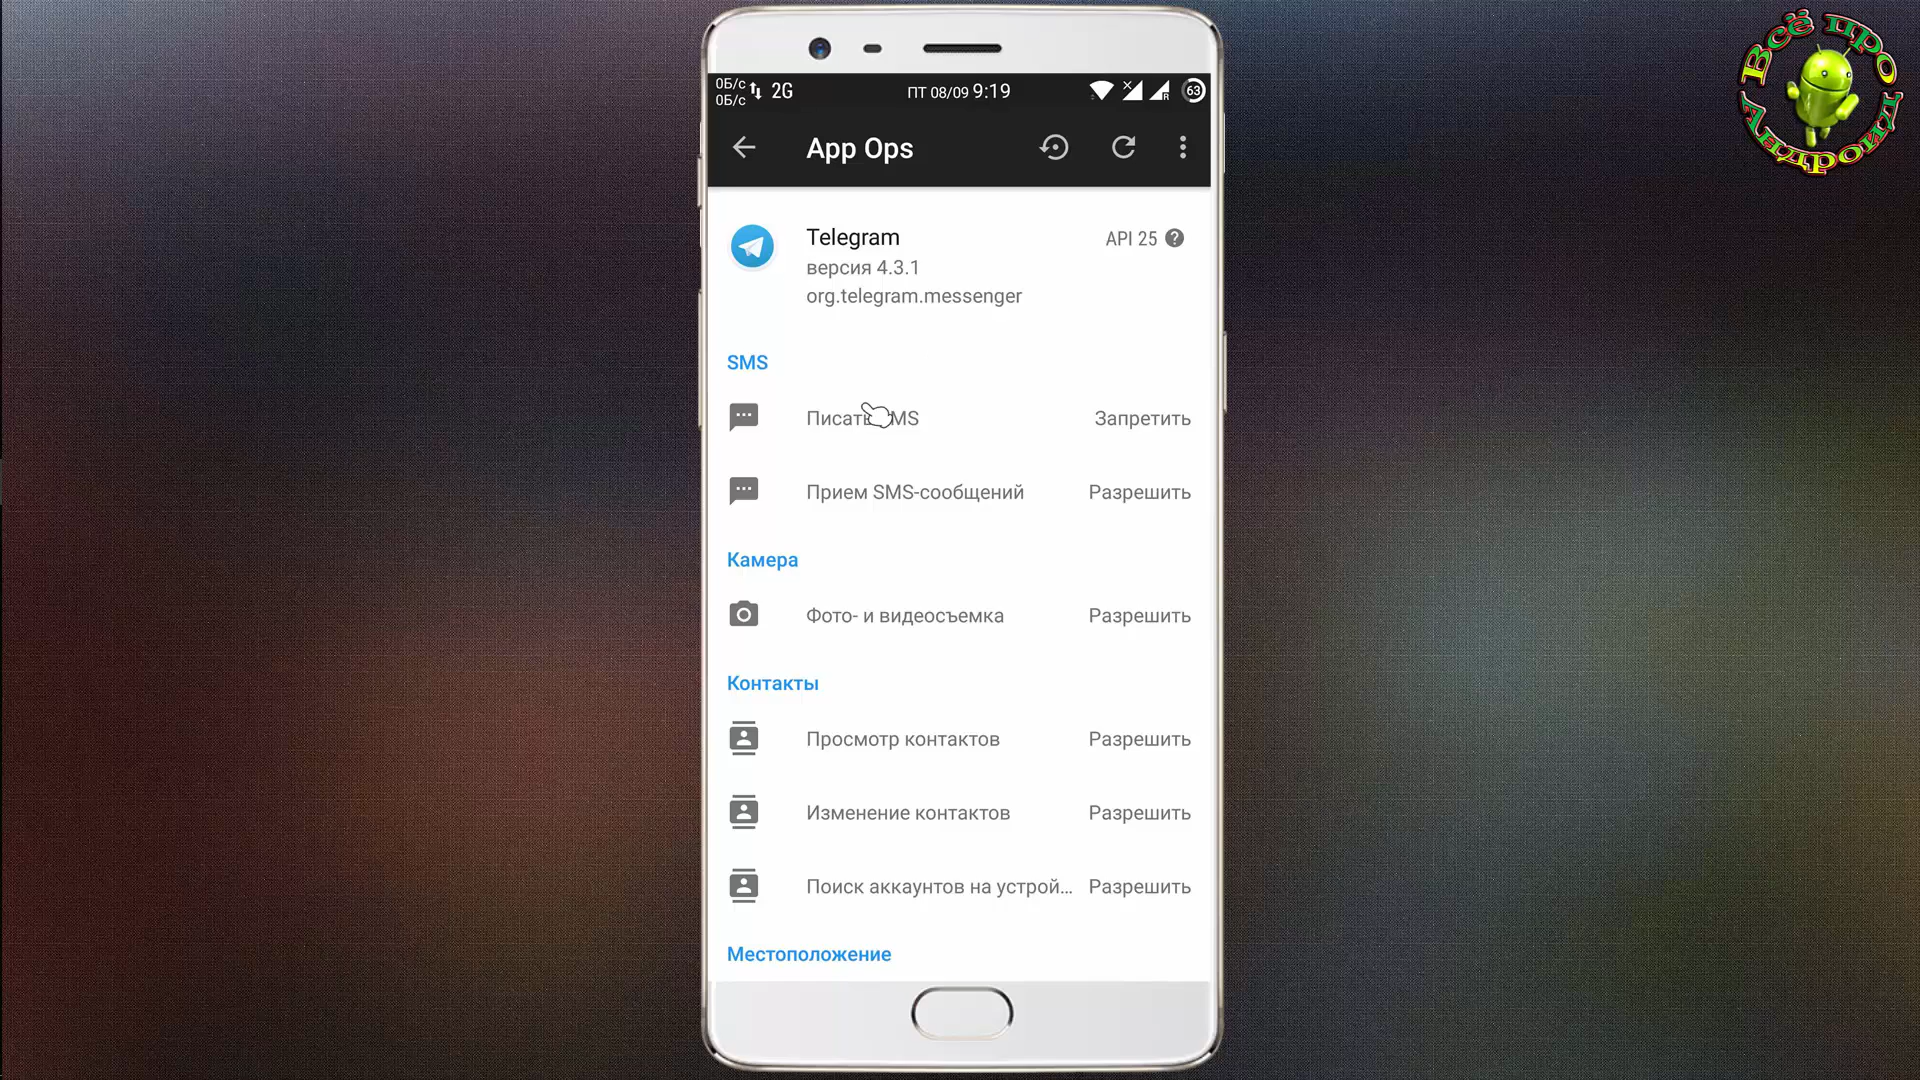 Всё про Андроид
0Б/с
0Б/с
2G
ПТ 08/09 9:19
R
63
App Ops
Telegram
API 25 ?
версия 4.3.1
org.telegram.messenger
SMS
Писать SMS
Запретить
Прием SMS-сообщений
Разрешить
Камера
Фото- и видеосъемка
Разрешить
Контакты
Просмотр контактов
Разрешить
Изменение контактов
Разрешить
Поиск аккаунтов на устрой...
Разрешить
Местоположение